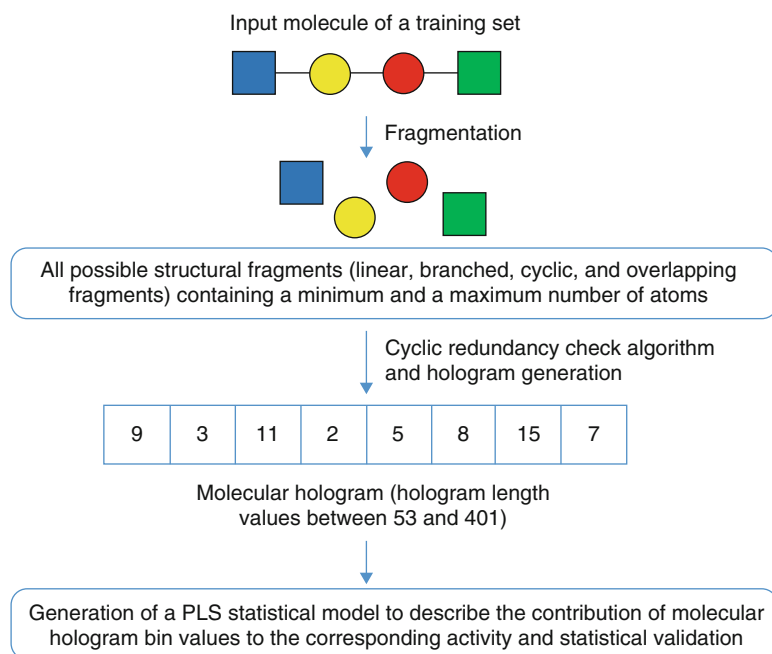 Input molecule of a training set
Fragmentation
All possible structural fragments (linear, branched, cyclic, and overlapping
fragments) containing a minimum and a maximum number of atoms
Cyclic redundancy check algorithm
and hologram generation
9 3 11 2 5 8 15 7
Molecular hologram (hologram length
values between 53 and 401)
Generation of a PLS statistical model to describe the contribution of molecular
hologram bin values to the corresponding activity and statistical validation